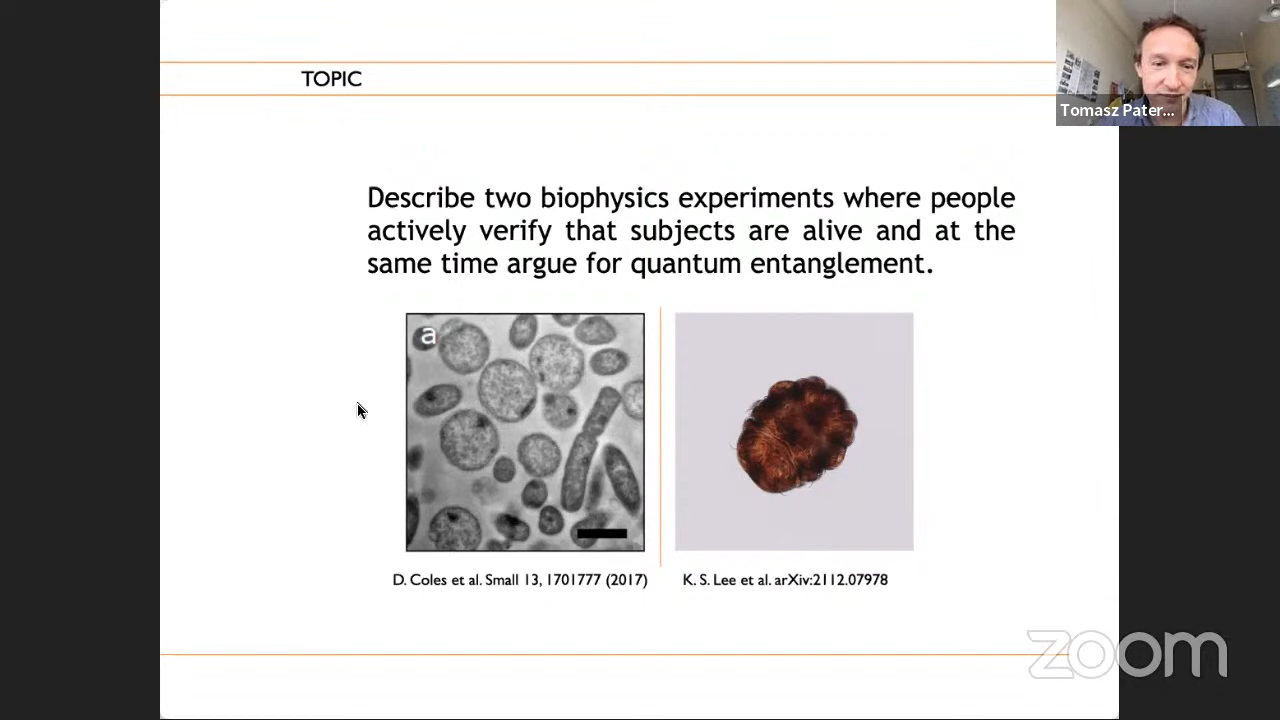 TOPIC
Tomasz Pater...
Describe two biophysics experiments where people
actively verify that subjects are alive and at the
same time argue for quantum entanglement.
a
D. Coles et al. Small 13, 1701777 (2017)
K. S. Lee et al. arXiv:2112.07978
zoom